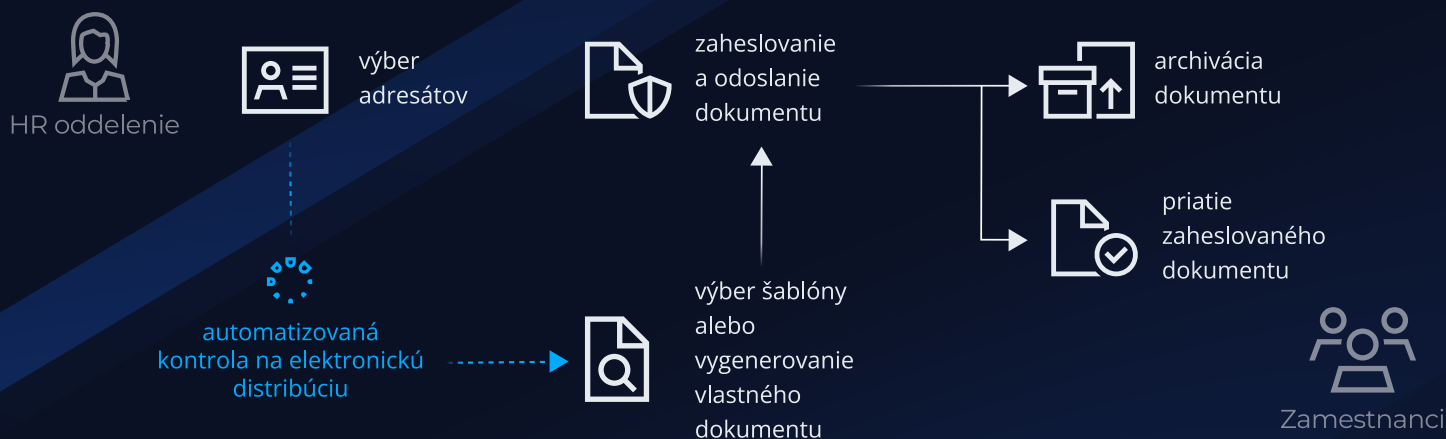 HR oddelenie
výber
adresátov
automatizovaná
kontrola na elektronickú
distribúciu
výber šablóny
alebo
vygenerovanie
vlastného
dokumentu
zaheslovanie
a odoslanie
dokumentu
archivácia
dokumentu
priatie
zaheslovaného
dokumentu
Zamestnanci